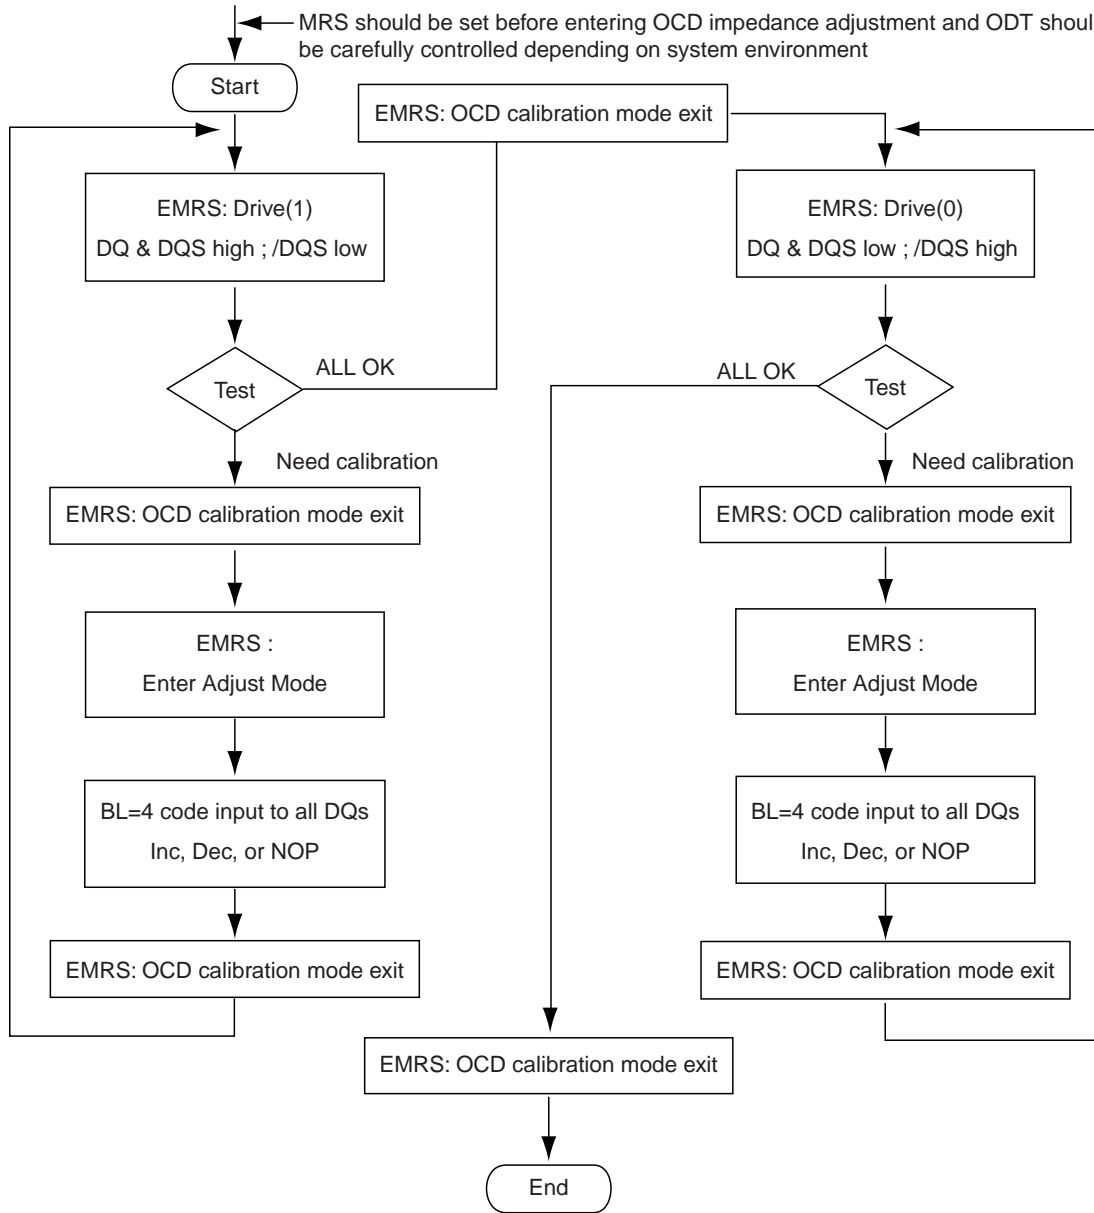 MRS should be set before entering OCD impedance adjustment and ODT shoul
be carefully controlled depending on system environment
Start
EMRS: OCD calibration mode exit
EMRS: Drive(1)
DQ & DQS high ; /DQS low
EMRS: Drive(0)
DQ & DQS low ; /DQS high
Test
ALL OK
ALL OK
Test
Need calibration
Need calibration
EMRS: OCD calibration mode exit
EMRS: OCD calibration mode exit
EMRS :
Enter Adjust Mode
EMRS :
Enter Adjust Mode
BL=4 code input to all DQs
Inc, Dec, or NOP
BL=4 code input to all DQs
Inc, Dec, or NOP
EMRS: OCD calibration mode exit
EMRS: OCD calibration mode exit
EMRS: OCD calibration mode exit
End